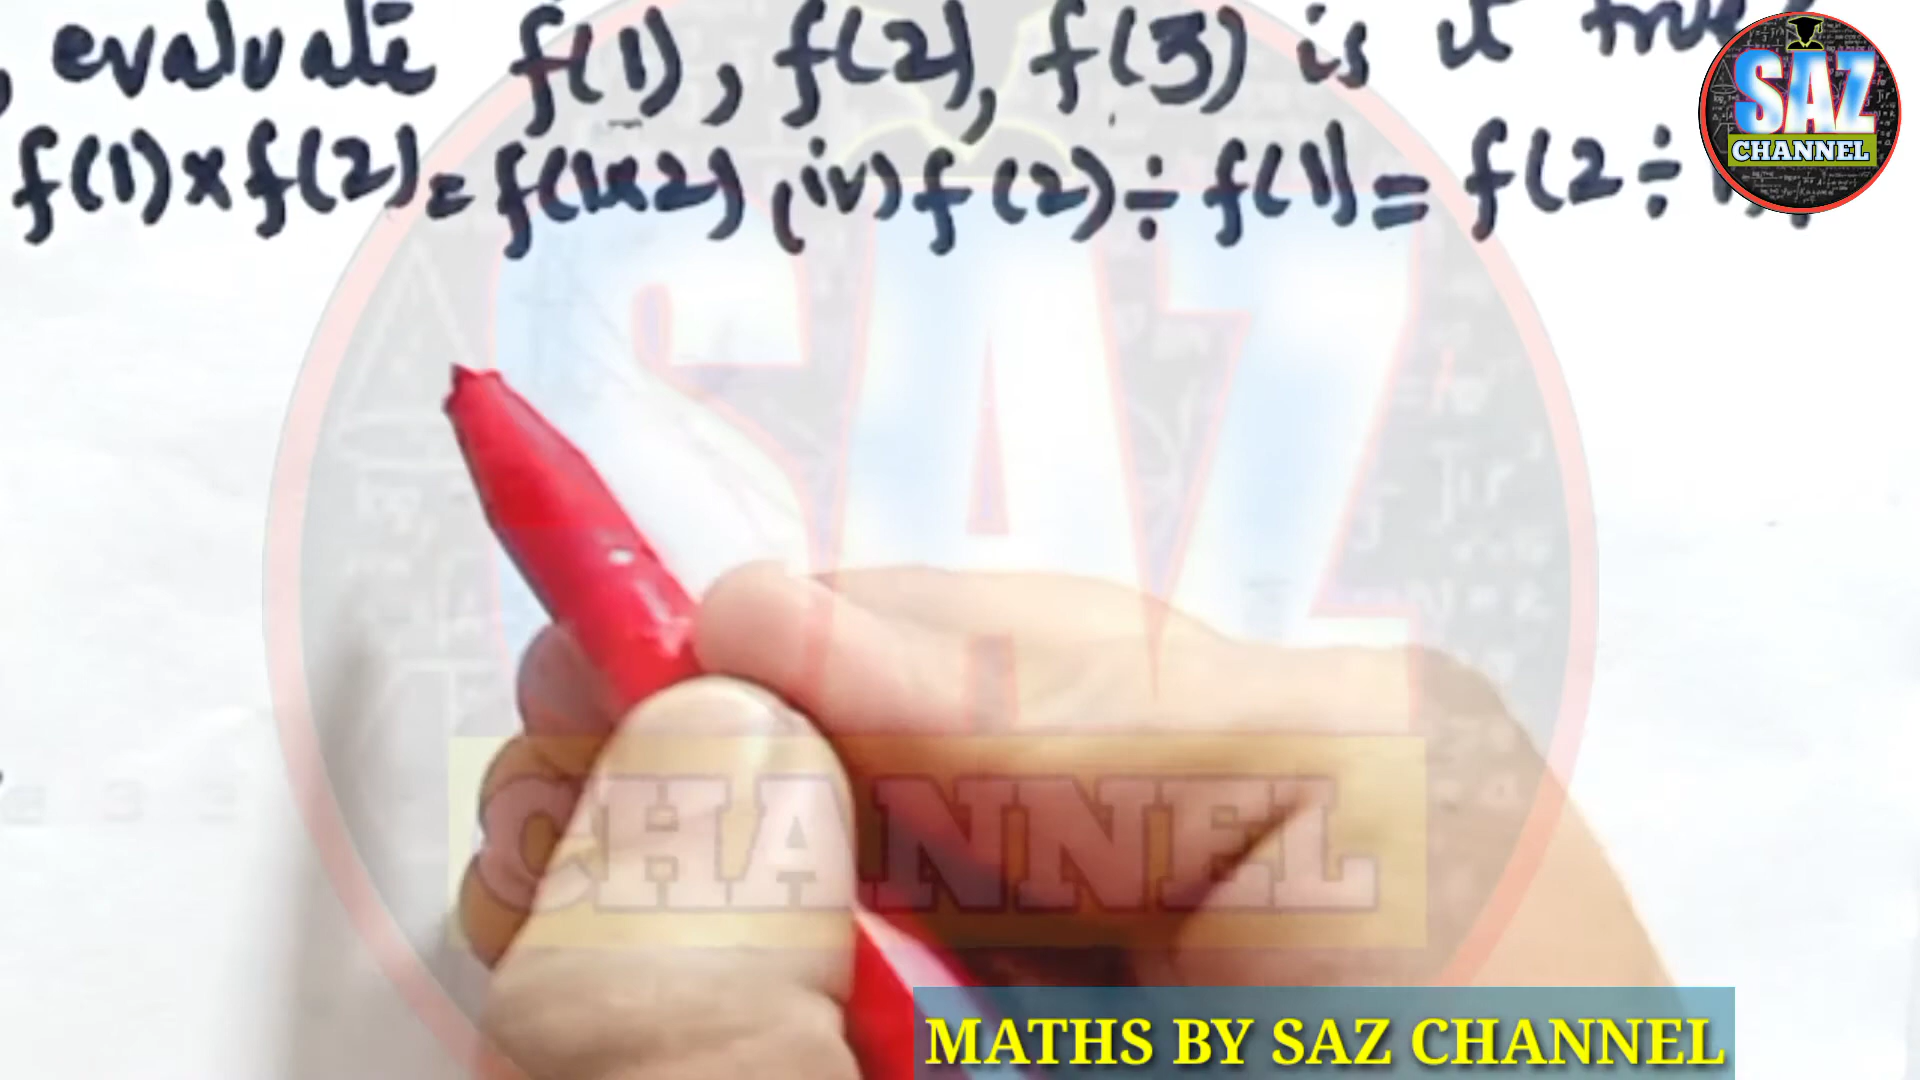 , evaluate f(1), f(2), f(3) is it true
f(1)×f(2)=f(1×2) (iv) f(2)÷f(1)=f(2÷
SAZ
CHANNEL
SAZ
CHANNEL
MATHS BY SAZ CHANNEL